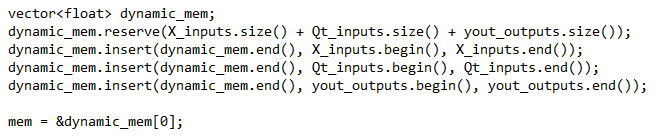 vector<float> dynamic_mem;
dynamic_mem.reserve(X_inputs.size() + Qt_inputs.size() + yout_outputs.size());
dynamic_mem.insert(dynamic_mem.end(), X_inputs.begin(), X_inputs.end());
dynamic_mem.insert(dynamic_mem.end(), Qt_inputs.begin(), Qt_inputs.end());
dynamic_mem.insert(dynamic_mem.end(), yout_outputs.begin(), yout_outputs.end());
mem = &dynamic_mem[0];